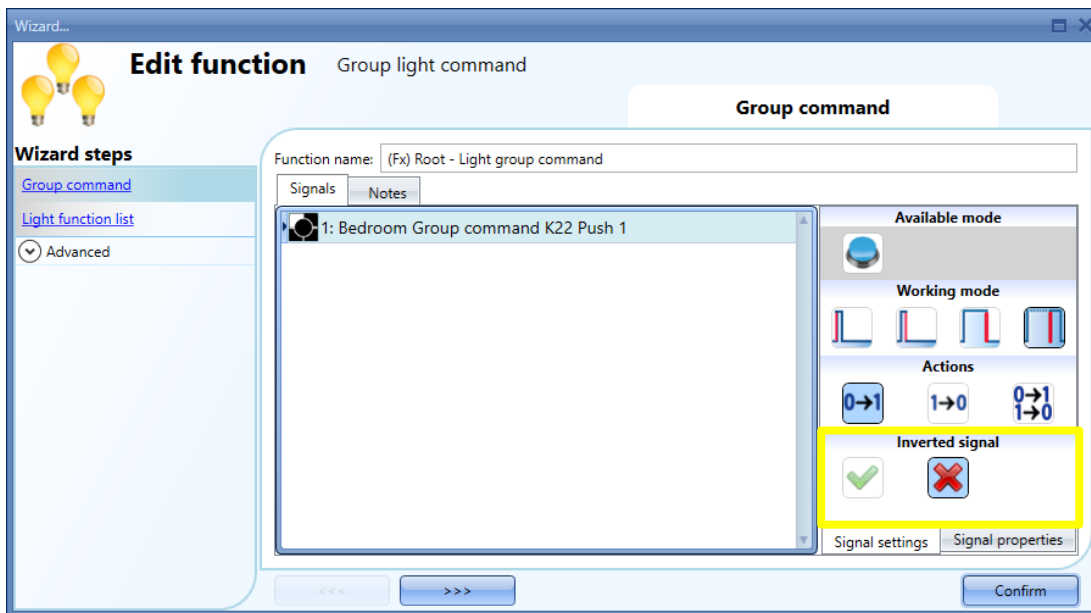 Wizard...
Edit function Group light command
Group command
Wizard steps
Group command
Light function list
Advanced
Function name: (Fx) Root - Light group command
Signals Notes
1: Bedroom Group command K22 Push 1
Available mode
Working mode
Actions
0→1 1→0 0→1
1→0
Inverted signal
Signal settings Signal properties
<<< >>> Confirm